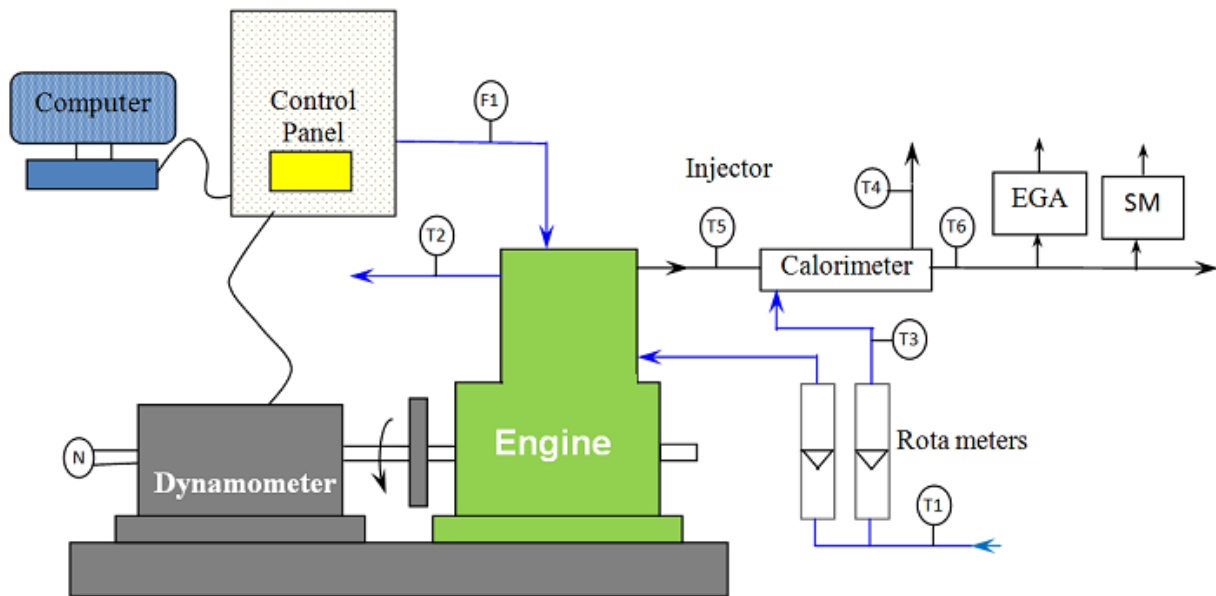 Computer
Control
Panel
F1
Injector
T4
EGA
SM
T2
T5
T6
Calorimeter
T3
Engine
Rota meters
N
Dynamometer
T1